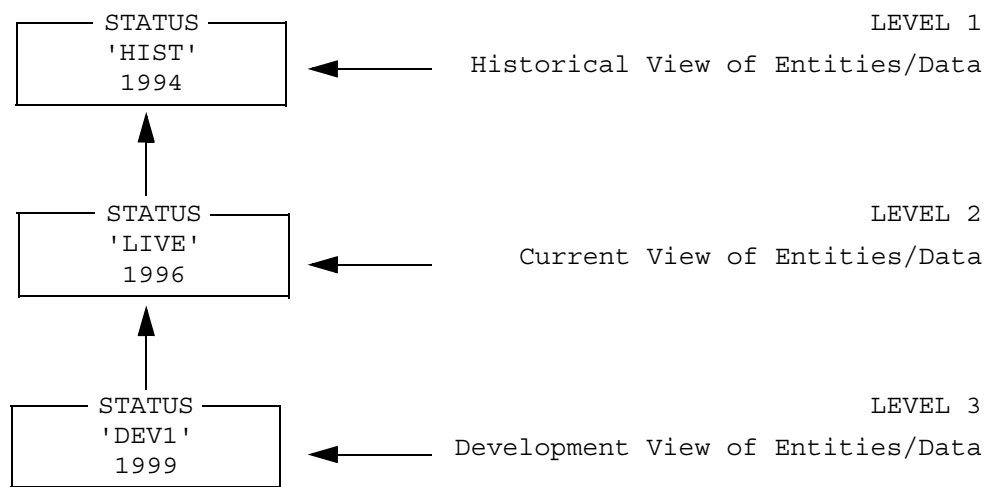 STATUS LEVEL 1
'HIST'
Historical View of Entities/Data
1994
STATUS LEVEL 2
'LIVE'
Current View of Entities/Data
1996
STATUS LEVEL 3
'DEV1'
Development View of Entities/Data
1999